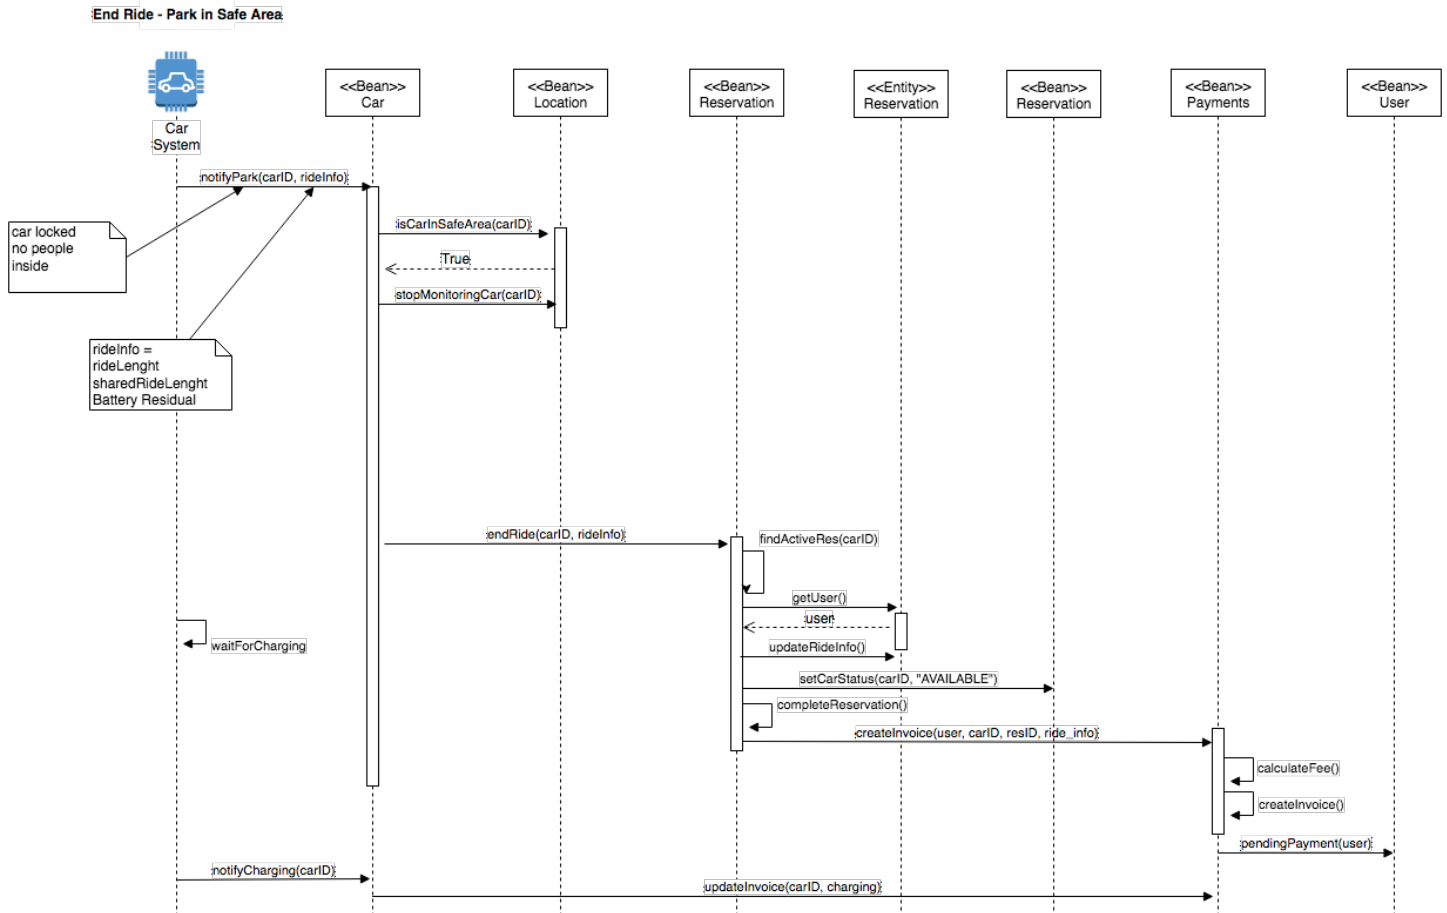 End Ride - Park in Safe Area
<<Bean>>
Car
<<Bean>>
Location
<<Bean>>
Reservation
<<Entity>>
Reservation
<<Bean>>
Reservation
<<Bean>>
Payments
<<Bean>>
User
Car
:System
:notifyPark(carID, rideInfo)
car locked
no people
inside
isCarInSafeArea(carID)
True
stopMonitoringCar(carID)
rideInfo =
rideLenght
sharedRideLenght
Battery Residual
endRide(carID, rideInfo)
findActiveRes(carID)
getUser()
user
waitForCharging
updateRideInfo()
setCarStatus(carID, "AVAILABLE")
completeReservation()
createInvoice(user, carID, resID, ride_info)
calculateFee()
createInvoice()
pendingPayment(user)
notifyCharging(carID)
updateInvoice(carID, charging)